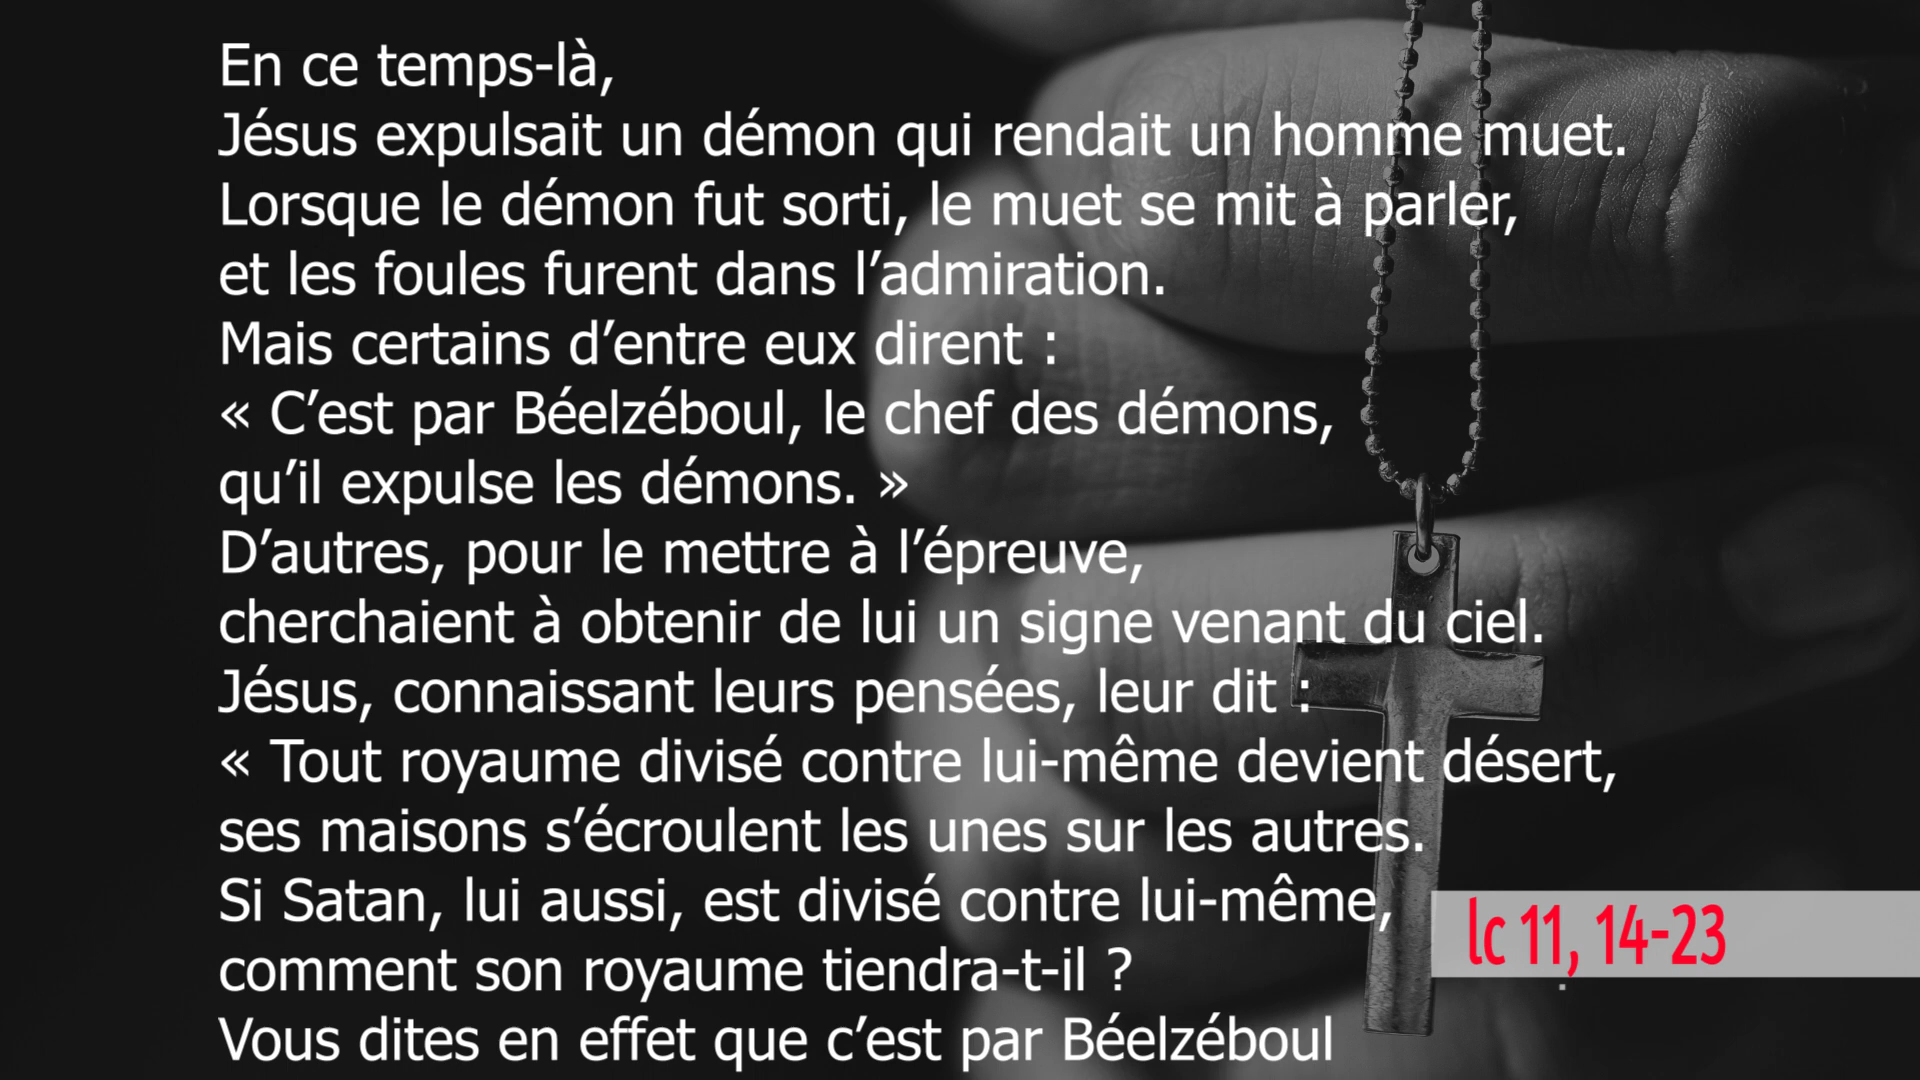 En ce temps-là,
Jésus expulsait un démon qui rendait un homme muet.
Lorsque le démon fut sorti, le muet se mit à parler,
et les foules furent dans l’admiration.
Mais certains d’entre eux dirent :
« C’est par Béelzéboul, le chef des démons,
qu’il expulse les démons. »
D’autres, pour le mettre à l’épreuve,
cherchaient à obtenir de lui un signe venant du ciel.
Jésus, connaissant leurs pensées, leur dit :
« Tout royaume divisé contre lui-même devient désert,
ses maisons s’écroulent les unes sur les autres.
Si Satan, lui aussi, est divisé contre lui-même,
comment son royaume tiendra-t-il ?
Vous dites en effet que c’est par Béelzéboul
lc 11, 14-23